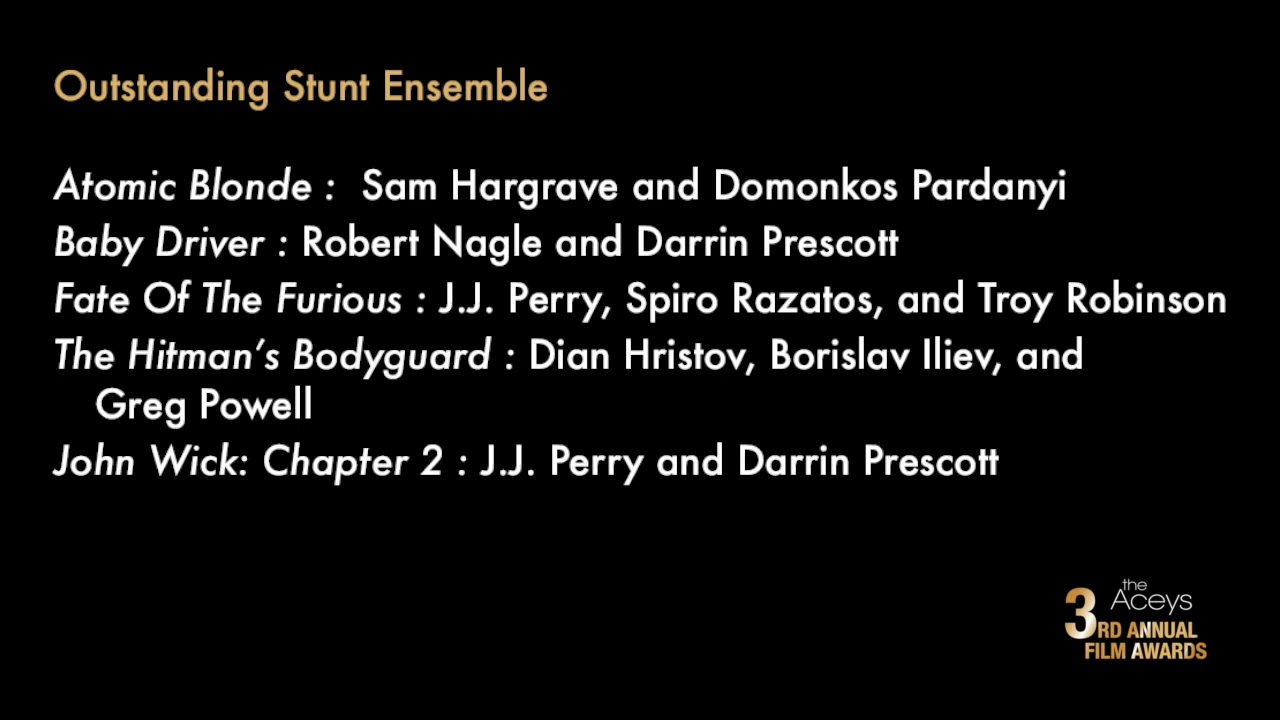 Outstanding Stunt Ensemble
Atomic Blonde :  Sam Hargrave and Domonkos Pardanyi
Baby Driver : Robert Nagle and Darrin Prescott
Fate Of The Furious : J.J. Perry, Spiro Razatos, and Troy Robinson
The Hitman's Bodyguard : Dian Hristov, Borislav Iliev, and
Greg Powell
John Wick: Chapter 2 : J.J. Perry and Darrin Prescott
the
Aceys
3RD ANNUAL
FILM AWARDS